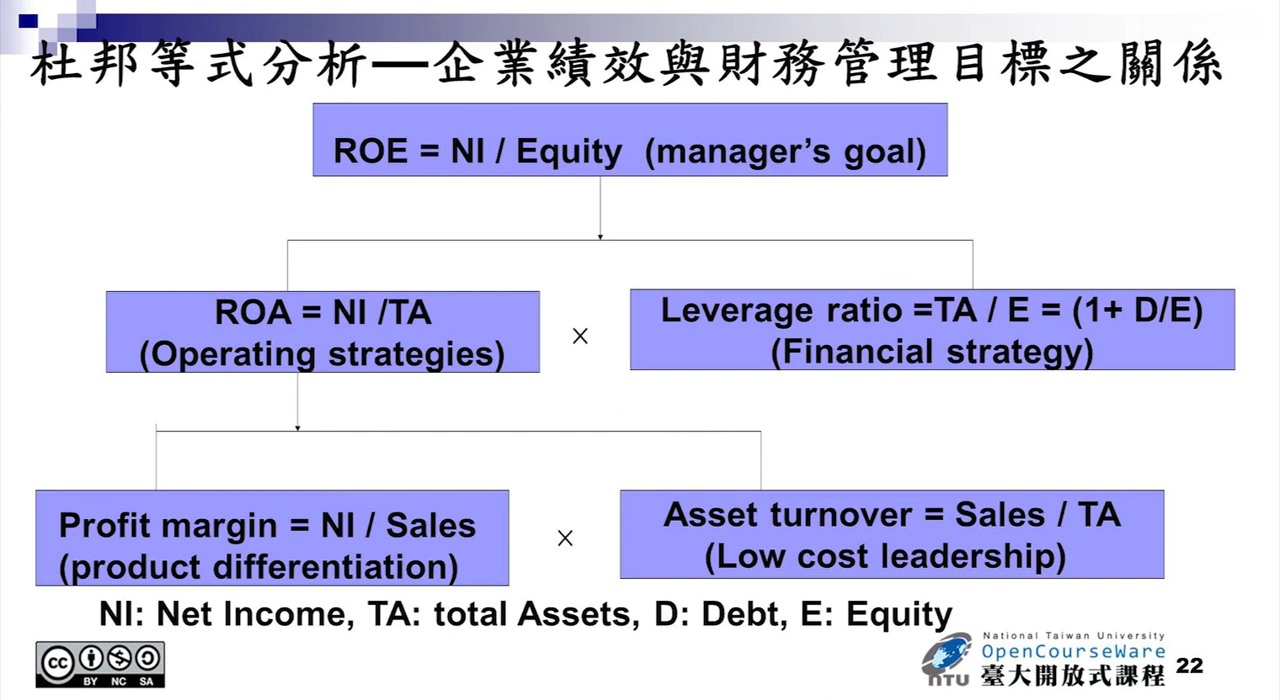 杜邦等式分析—企業績效與財務管理目標之關係
ROE = NI / Equity (manager’s goal)
ROA = NI /TA
(Operating strategies)
×
Leverage ratio =TA / E = (1+ D/E)
(Financial strategy)
Profit margin = NI / Sales
(product differentiation)
×
Asset turnover = Sales / TA
(Low cost leadership)
NI: Net Income, TA: total Assets, D: Debt, E: Equity
cc
BY NC SA
NTU
National Taiwan University
OpenCourseWare
臺大開放式課程
22